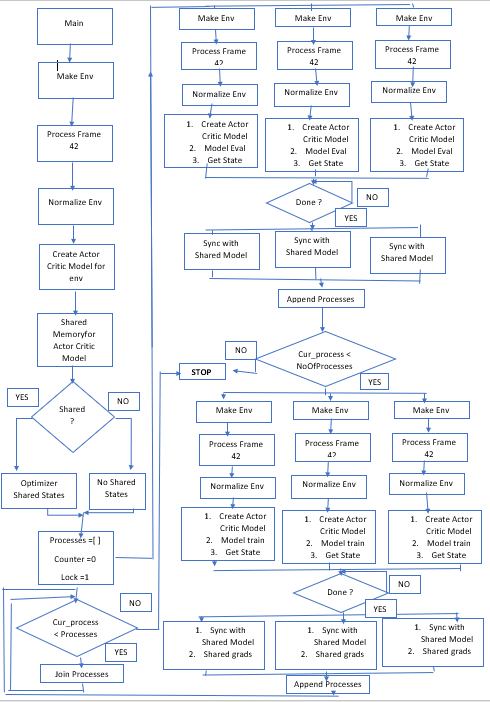 Main
Make Env
Process Frame
42
Normalize Env
Create Actor
Critic Model for
env
Shared
Memoryfor
Actor Critic
Model
YES
NO
Shared
?
Optimizer
Shared States
No Shared
States
Processes =[ ]
Counter =0
Lock =1
NO
Cur_process
< Processes
YES
Join Processes
Make Env
Make Env
Make Env
Process Frame
42
Process Frame
42
Process Frame
42
Normalize Env
Normalize Env
Normalize Env
1. Create Actor
Critic Model
2. Model Eval
3. Get State
1. Create Actor
Critic Model
2. Model Eval
3. Get State
1. Create Actor
Critic Model
2. Model Eval
3. Get State
Done ?
NO
YES
Sync with
Shared Model
Sync with
Shared Model
Sync with
Shared Model
Append Processes
NO
Cur_process <
NoOfProcesses
STOP
YES
Make Env
Make Env
Make Env
Process Frame
42
Process Frame
42
Process Frame
42
Normalize Env
Normalize Env
Normalize Env
1. Create Actor
Critic Model
2. Model train
3. Get State
1. Create Actor
Critic Model
2. Model train
3. Get State
1. Create Actor
Critic Model
2. Model train
3. Get State
Done ?
NO
YES
1. Sync with
Shared Model
2. Shared grads
1. Sync with
Shared Model
2. Shared grads
1. Sync with
Shared Model
2. Shared grads
Append Processes